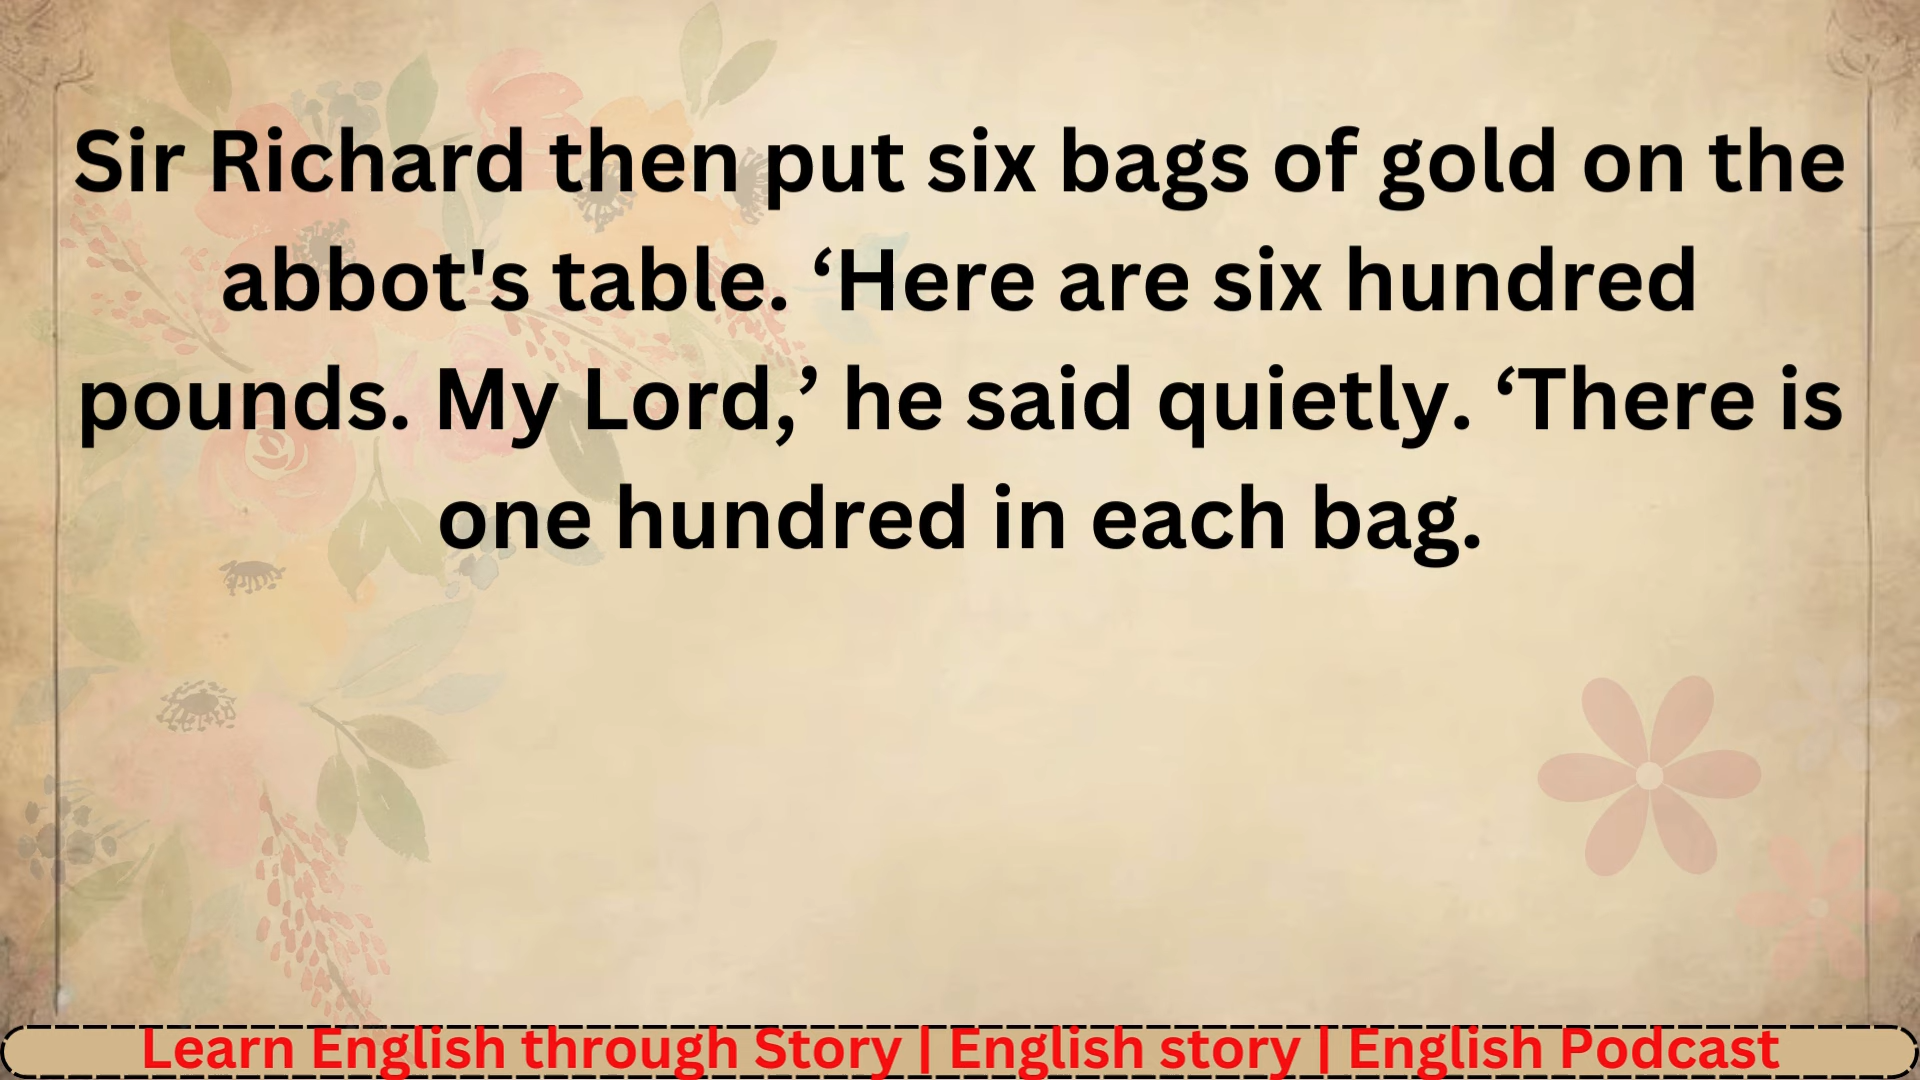 Sir Richard then put six bags of gold on the
abbot's table. ‘Here are six hundred
pounds. My Lord,’ he said quietly. ‘There is
one hundred in each bag.
Learn English through Story | English story | English Podcast